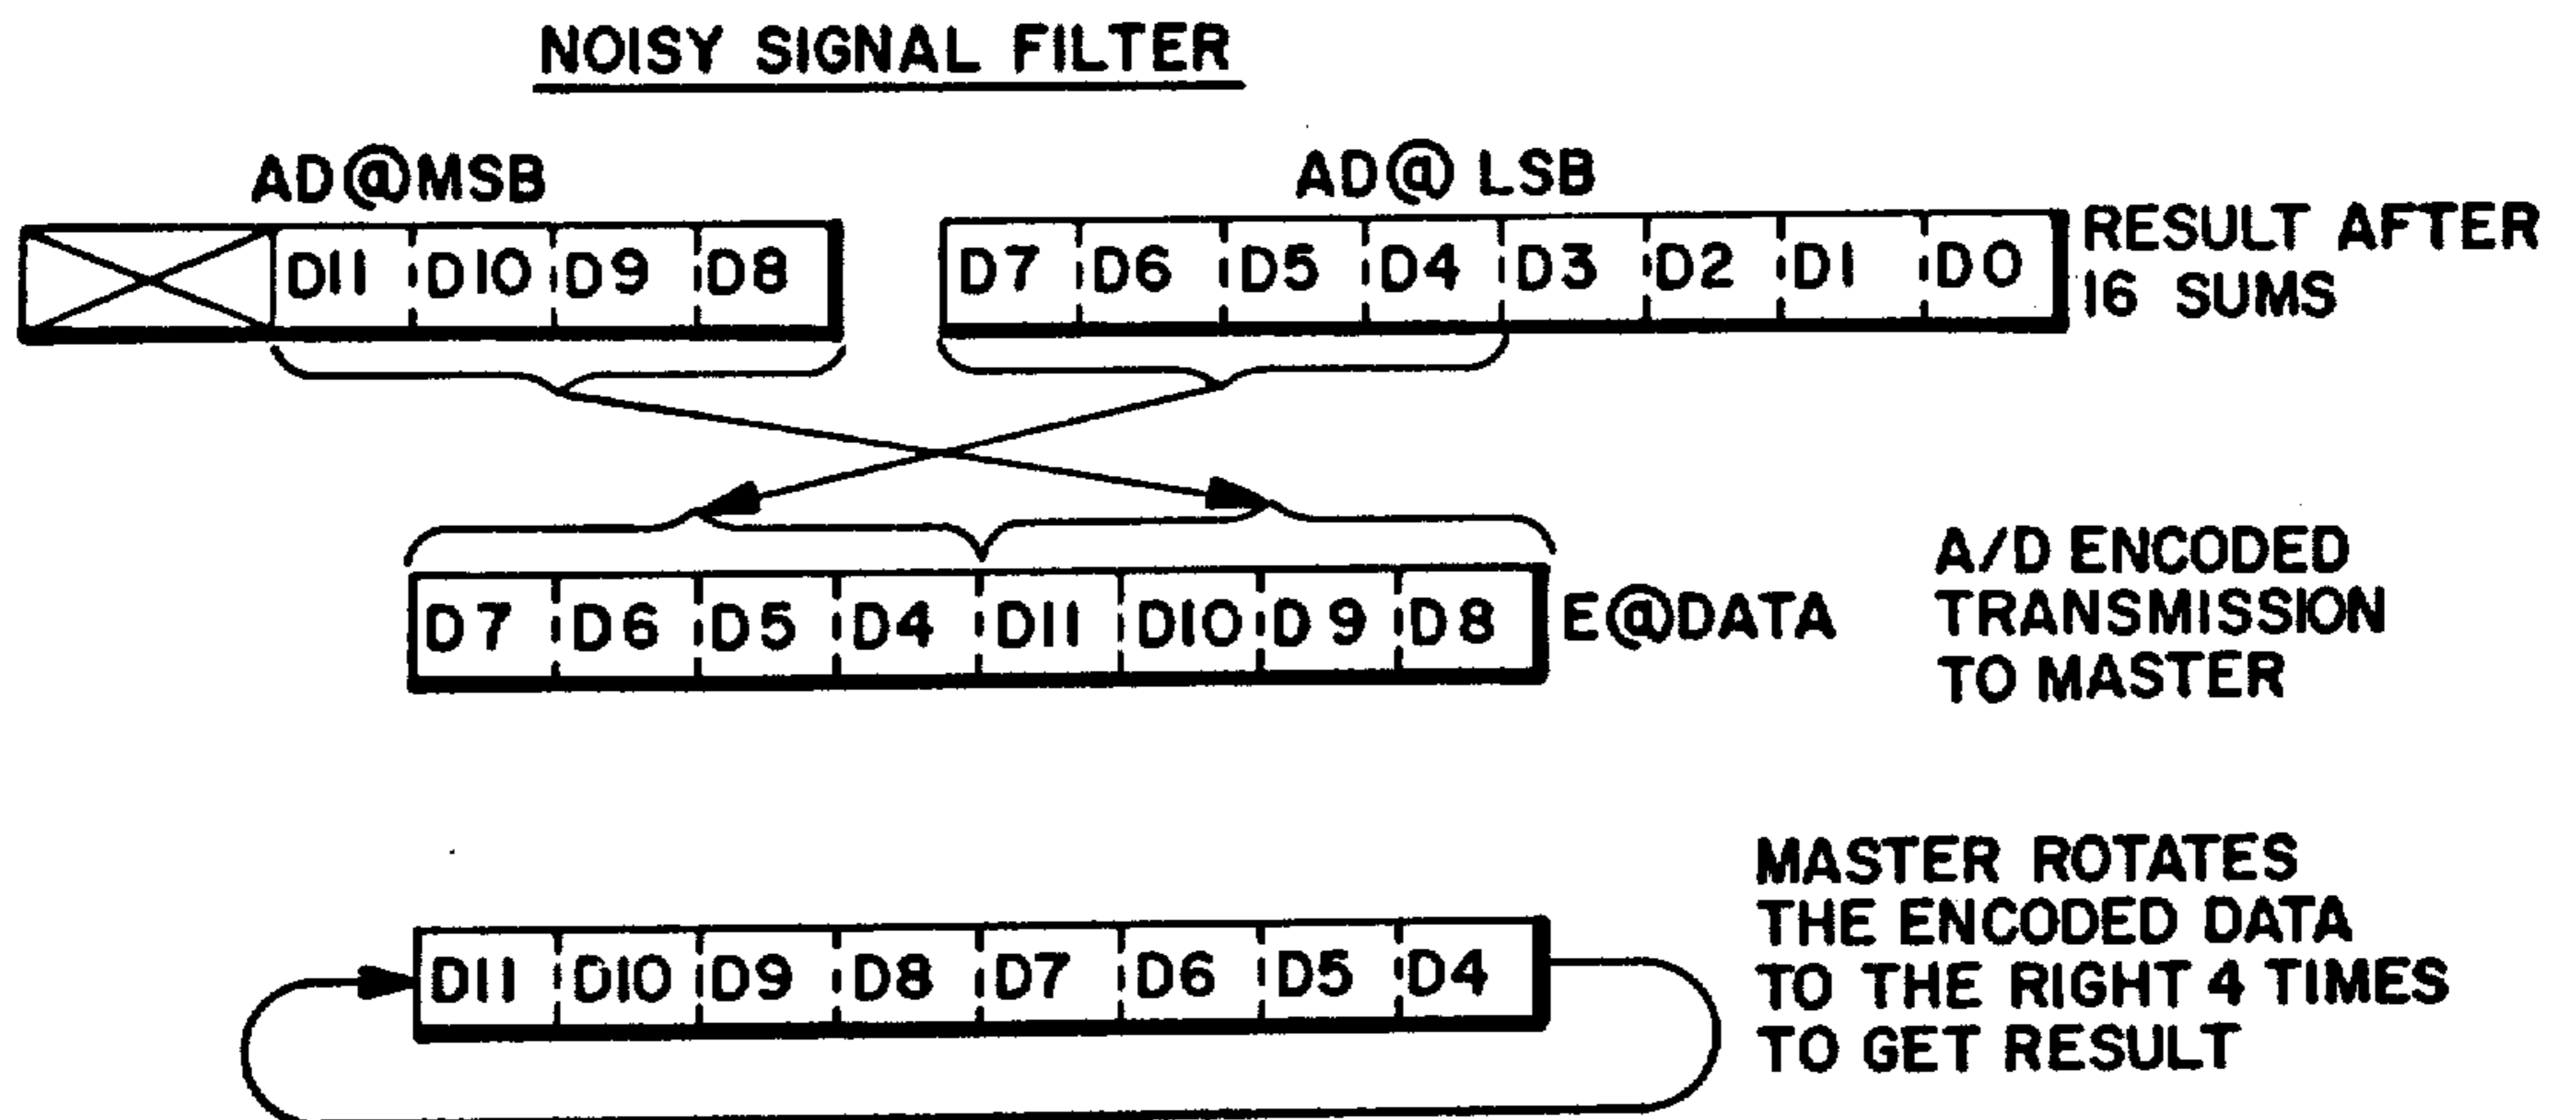 NOISY SIGNAL FILTER
AD@MSB
AD@ LSB
D11 D10 D9 D8
D7 D6 D5 D4 D3 D2 D1 D0
RESULT AFTER
16 SUMS
D7 D6 D5 D4 D11 D10 D9 D8
E@DATA
A/D ENCODED
TRANSMISSION
TO MASTER
D11 D10 D9 D8 D7 D6 D5 D4
MASTER ROTATES
THE ENCODED DATA
TO THE RIGHT 4 TIMES
TO GET RESULT